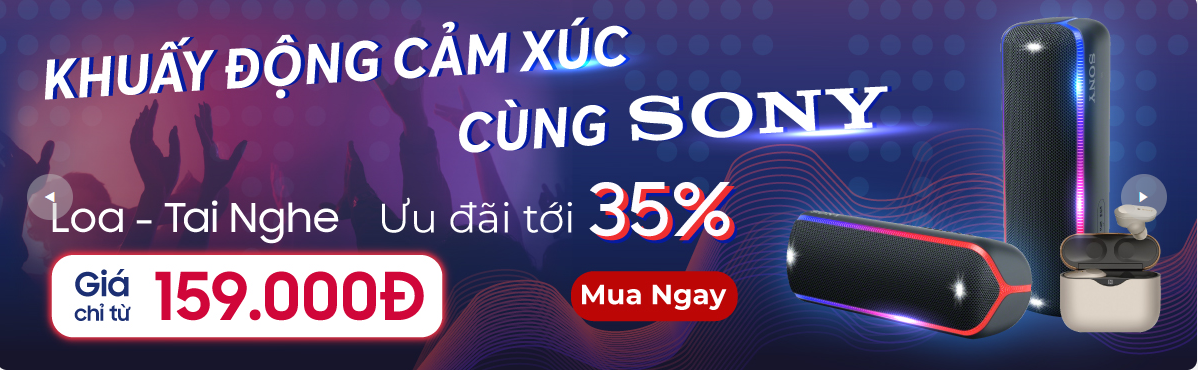 KHUẤY ĐỘNG CẢM XÚC
CÙNG SONY
Loa - Tai Nghe Ưu đãi tới 35%
Giá chỉ từ 159.000Đ
Mua Ngay
SONY